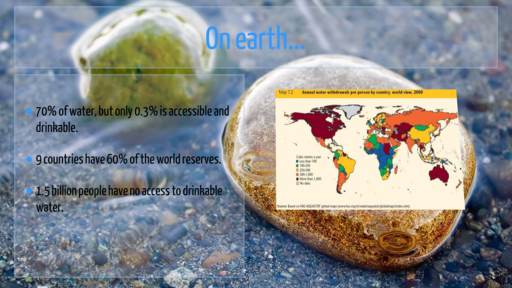 On earth...
70% of water, but only 0.3% is accessible and
drinkable.
9 countries have 60% of the world reserves.
1.5 billion people have no access to drinkable
water.
Map 12 Annual water withdrawals per person by country, world view, 2000